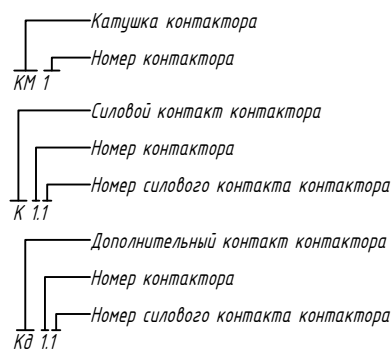 Катушка контактора
Номер контактора
КМ 1
Силовой контакт контактора
Номер контактора
Номер силового контакта контактора
К 1.1
Дополнительный контакт контактора
Номер контактора
Номер силового контакта контактора
Кд 1.1